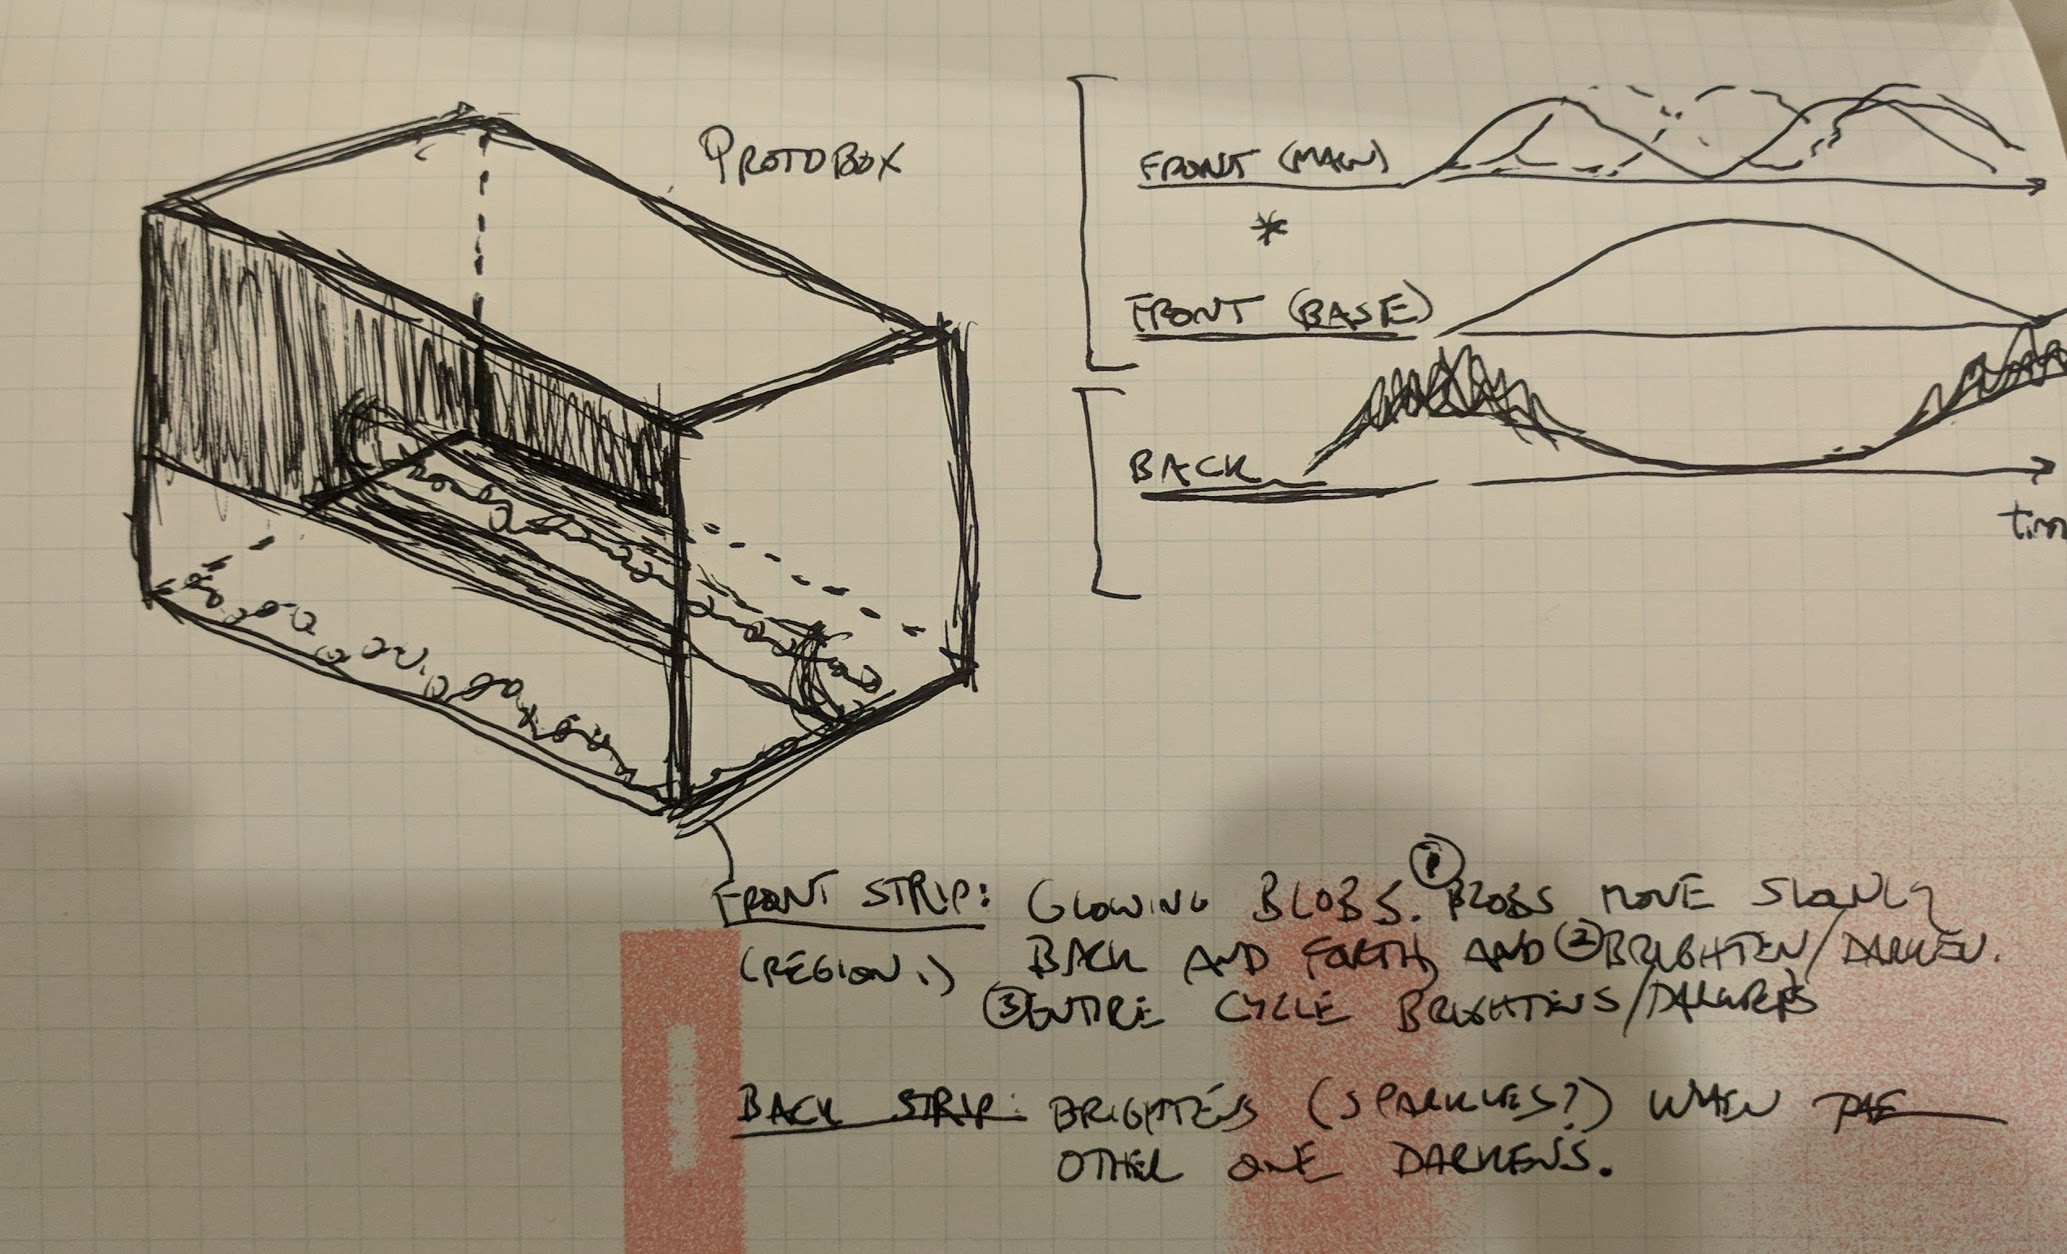 PROTOBOX
FRONT (MAIN)
*
FRONT (BASE)
BACK
tim
FRONT STRIP: GLOWING BLOBS. ① BLOBS MOVE SLOWLY
(REGION.) BACK AND FORTH, AND ② BRIGHTEN/DARKEN.
③ ENTIRE CYCLE BRIGHTENS/DARKENS
BACK STRIP: BRIGHTENS (SPARKLES?) WHEN THE
OTHER ONE DARKENS.